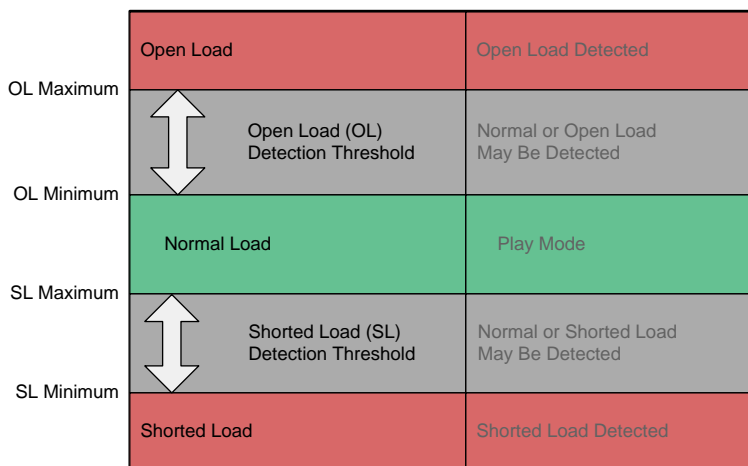 Open Load
Open Load Detected
OL Maximum
Open Load (OL)
Detection Threshold
Normal or Open Load
May Be Detected
OL Minimum
Normal Load
Play Mode
SL Maximum
Shorted Load (SL)
Detection Threshold
Normal or Shorted Load
May Be Detected
SL Minimum
Shorted Load
Shorted Load Detected